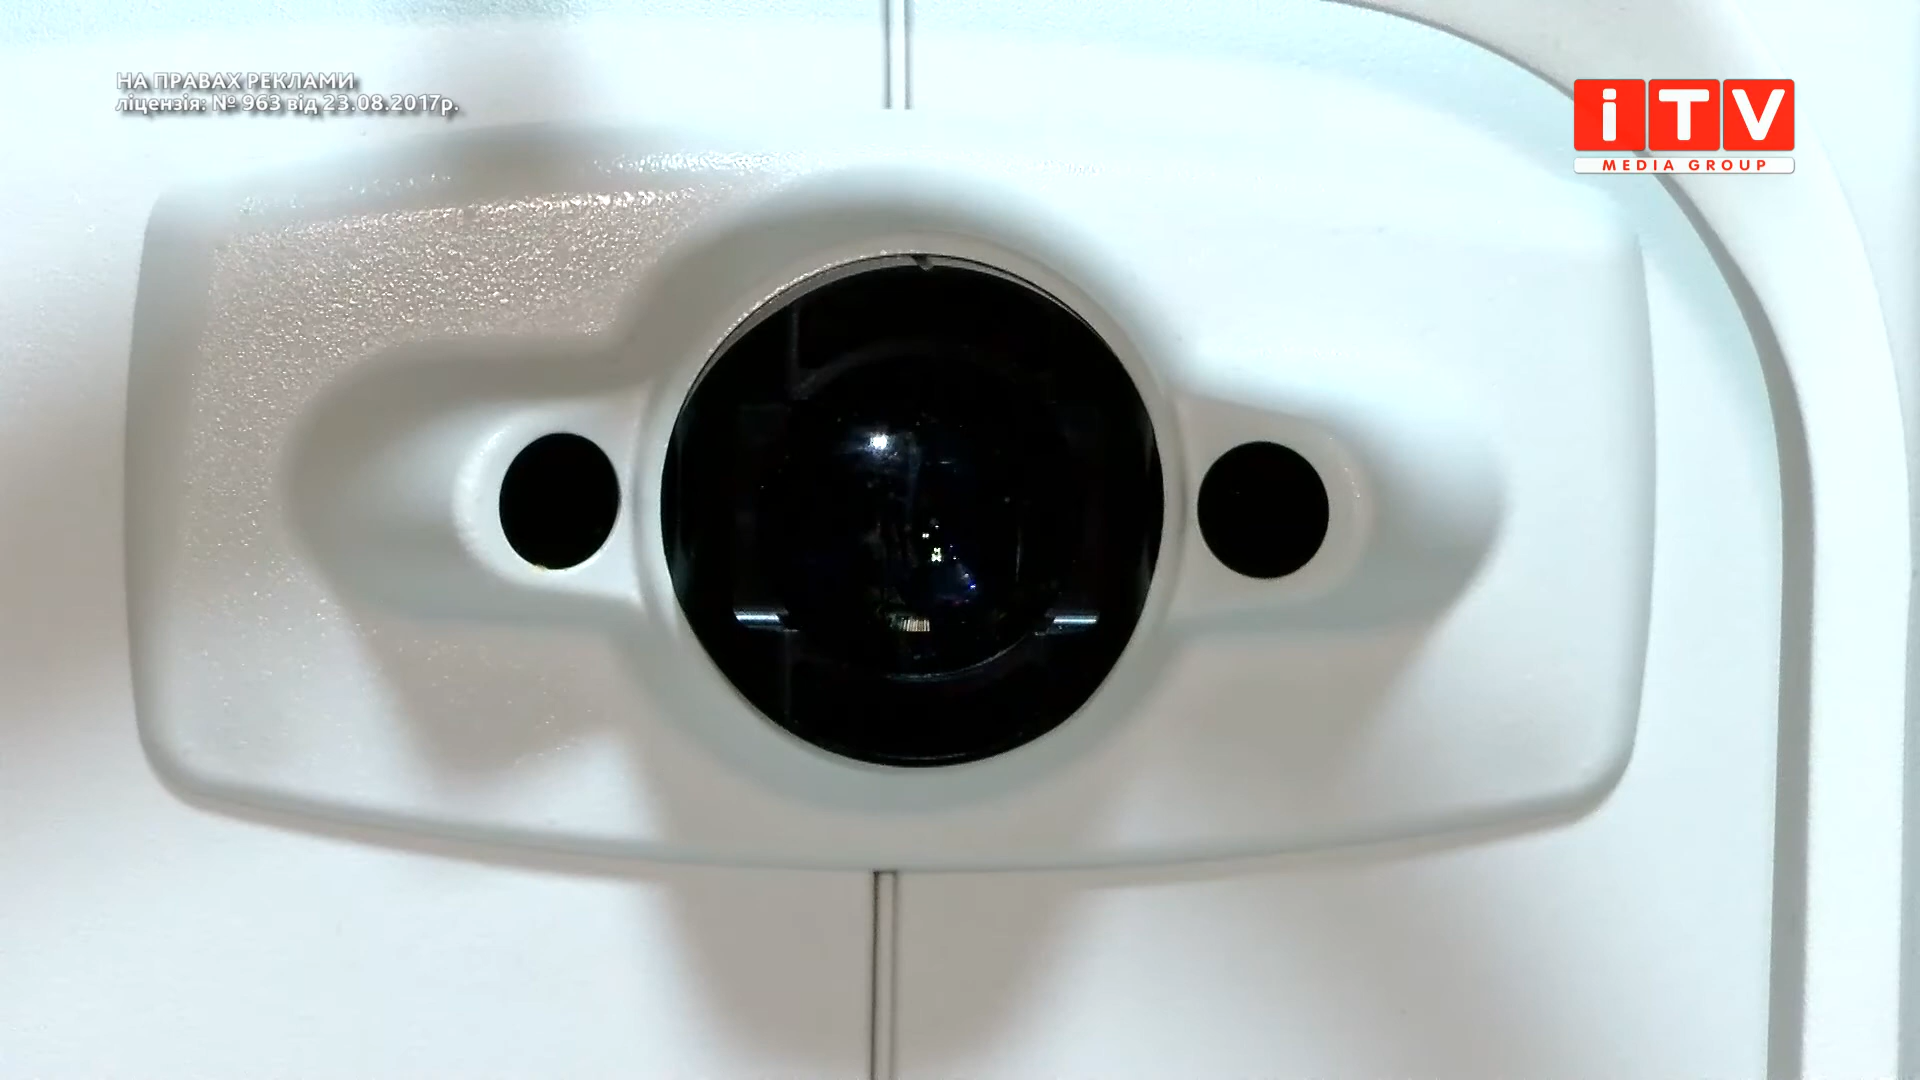 НА ПРАВАХ РЕКЛАМИ
ліцензія: № 963 від 23.08.2017р.
iTV
MEDIA GROUP